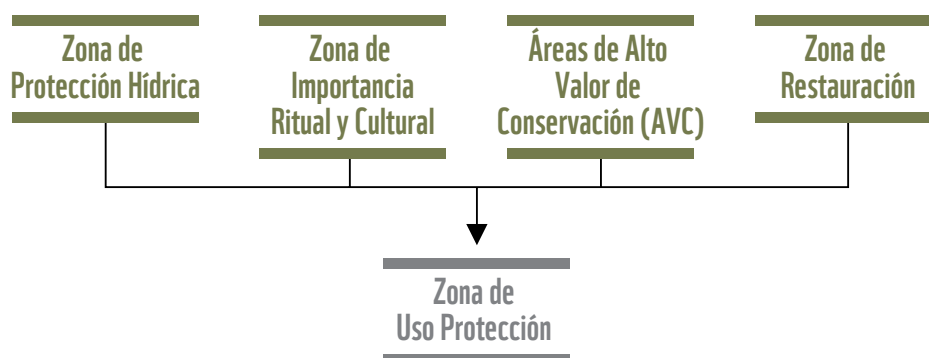 Zona de
Protección Hídrica
Zona de
Importancia
Ritual y Cultural
Áreas de Alto
Valor de
Conservación (AVC)
Zona de
Restauración
Zona de
Uso Protección